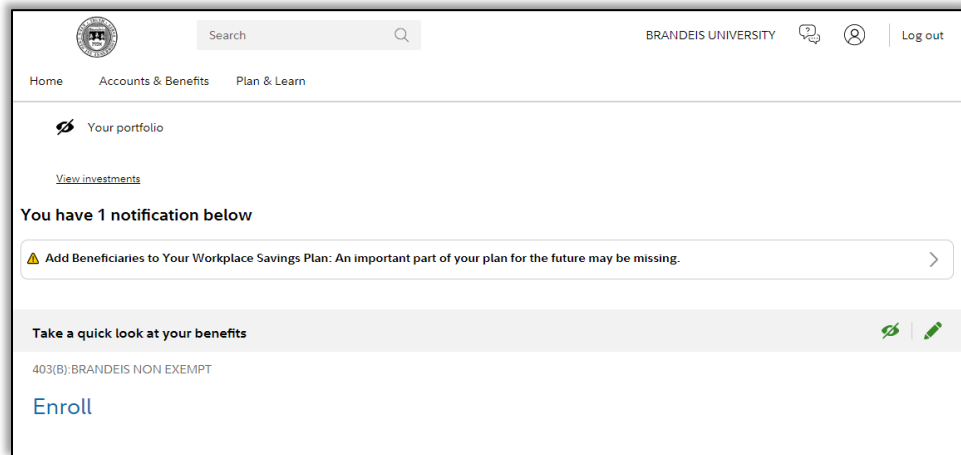 Search
BRANDEIS UNIVERSITY
Log out
Home Accounts & Benefits Plan & Learn
Your portfolio
View investments
You have 1 notification below
Add Beneficiaries to Your Workplace Savings Plan: An important part of your plan for the future may be missing.
Take a quick look at your benefits
403(B):BRANDEIS NON EXEMPT
Enroll